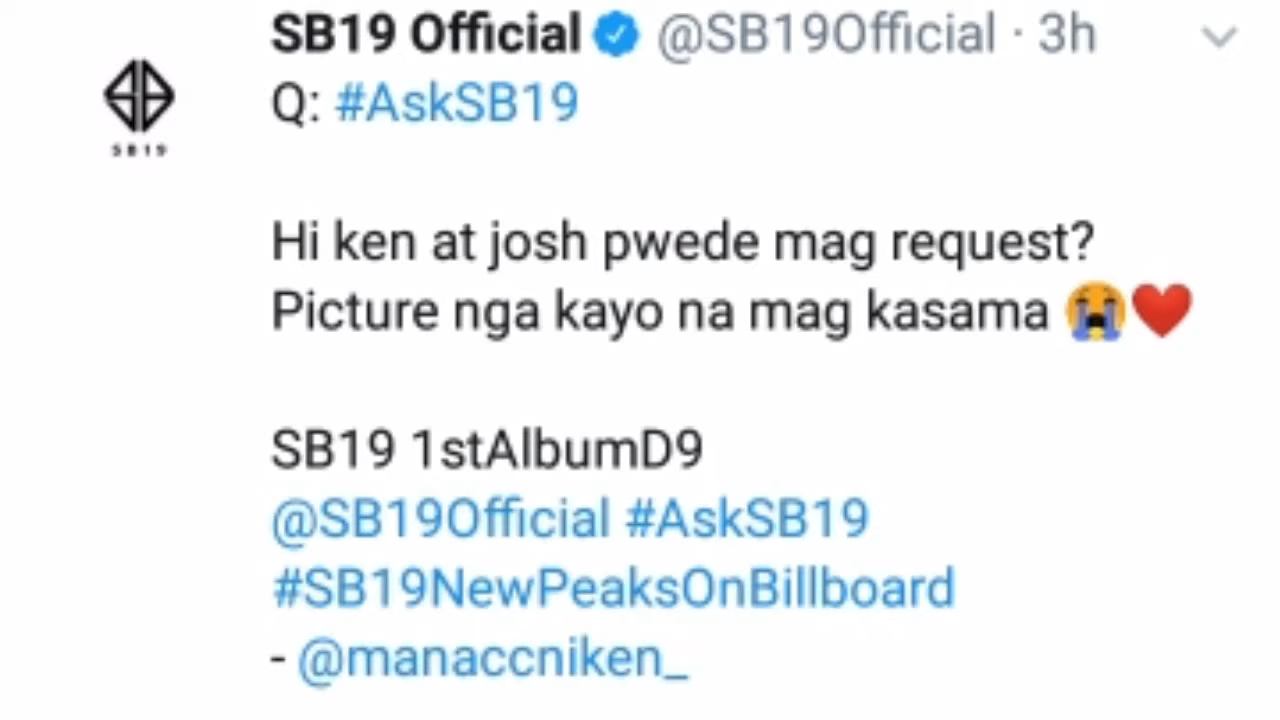 SB19 Official @SB19Official · 3h
SB19
Q: #AskSB19
Hi ken at josh pwede mag request?
Picture nga kayo na mag kasama 😭❤️
SB19 1stAlbumD9
@SB19Official #AskSB19
#SB19NewPeaksOnBillboard
- @manaccniken_